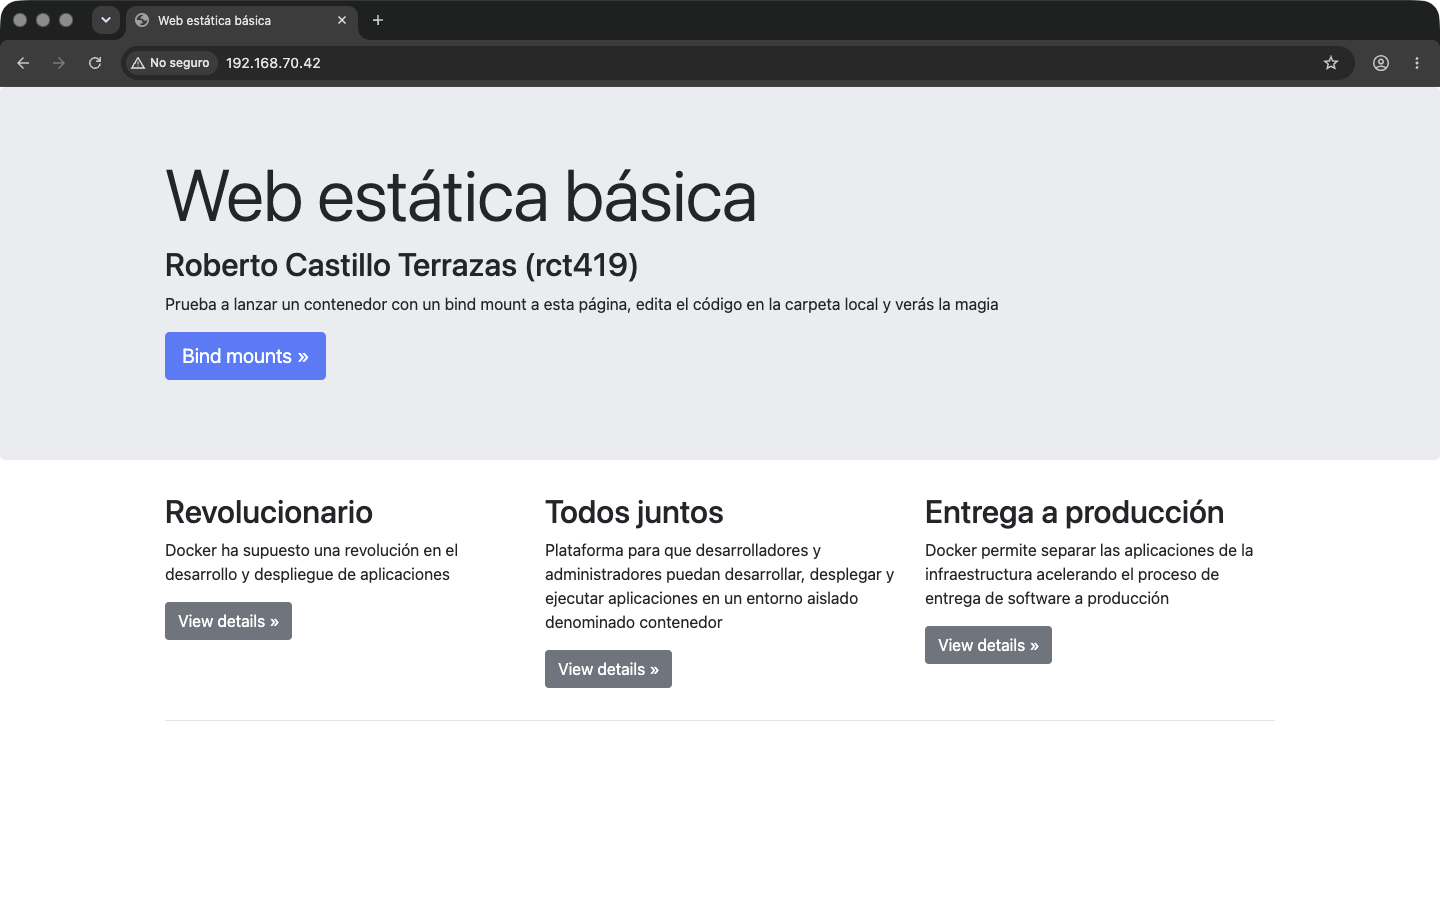 Web estática básica
No seguro
192.168.70.42
Web estática básica
Roberto Castillo Terrazas (rct419)
Prueba a lanzar un contenedor con un bind mount a esta página, edita el código en la carpeta local y verás la magia
Bind mounts »
Revolucionario
Docker ha supuesto una revolución en el
desarrollo y despliegue de aplicaciones
View details »
Todos juntos
Plataforma para que desarrolladores y
administradores puedan desarrollar, desplegar y
ejecutar aplicaciones en un entorno aislado
denominado contenedor
View details »
Entrega a producción
Docker permite separar las aplicaciones de la
infraestructura acelerando el proceso de
entrega de software a producción
View details »